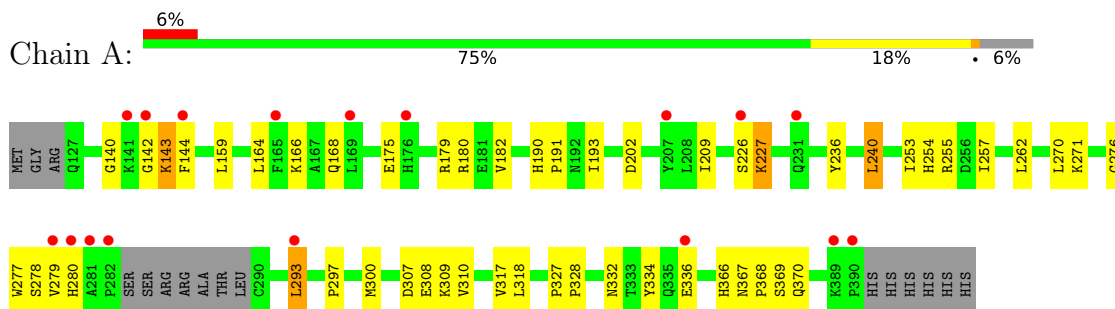 6%
Chain A:
75% 18% • 6%
MET GLY ARG Q127 G140 K141 G142 K143 F144 L159 L164 F165 K166 A167 Q168 L169 E175 H176 R179 R180 E181 V182 H190 P191 N192 I193 D202 Y207 L208 I209 S226 K227 Q231 Y236 L240 I253 H254 R255 D256 I257 L262 L270 K271
W277 S278 V279 H280 A281 P282 SER SER ARG ARG ALA THR LEU C290 L293 P297 M300 D307 E308 K309 V310 V317 L318 P327 P328 N332 T333 Y334 Q335 E336 H366 N367 P368 S369 Q370 K389 P390 HIS HIS HIS HIS HIS HIS